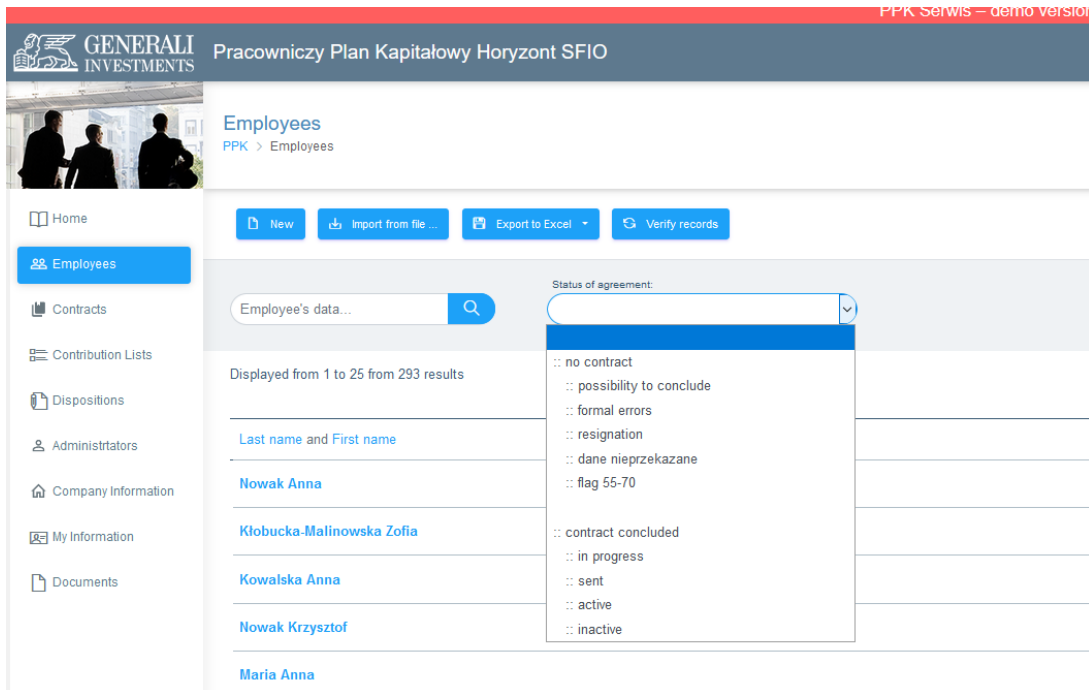 PPK Serwis – demo version
GENERALI
INVESTMENTS
Pracowniczy Plan Kapitałowy Horyzont SFIO
Employees
PPK > Employees
Home
Employees
Contracts
Contribution Lists
Dispositions
Administrtators
Company Information
My Information
Documents
New
Import from file ...
Export to Excel
Verify records
Employee's data...
Status of agreement:
:: no contract
:: possibility to conclude
:: formal errors
:: resignation
:: dane nieprzekazane
:: flag 55-70
:: contract concluded
:: in progress
:: sent
:: active
:: inactive
Displayed from 1 to 25 from 293 results
Last name and First name
Nowak Anna
Kłobucka-Malinowska Zofia
Kowalska Anna
Nowak Krzysztof
Maria Anna